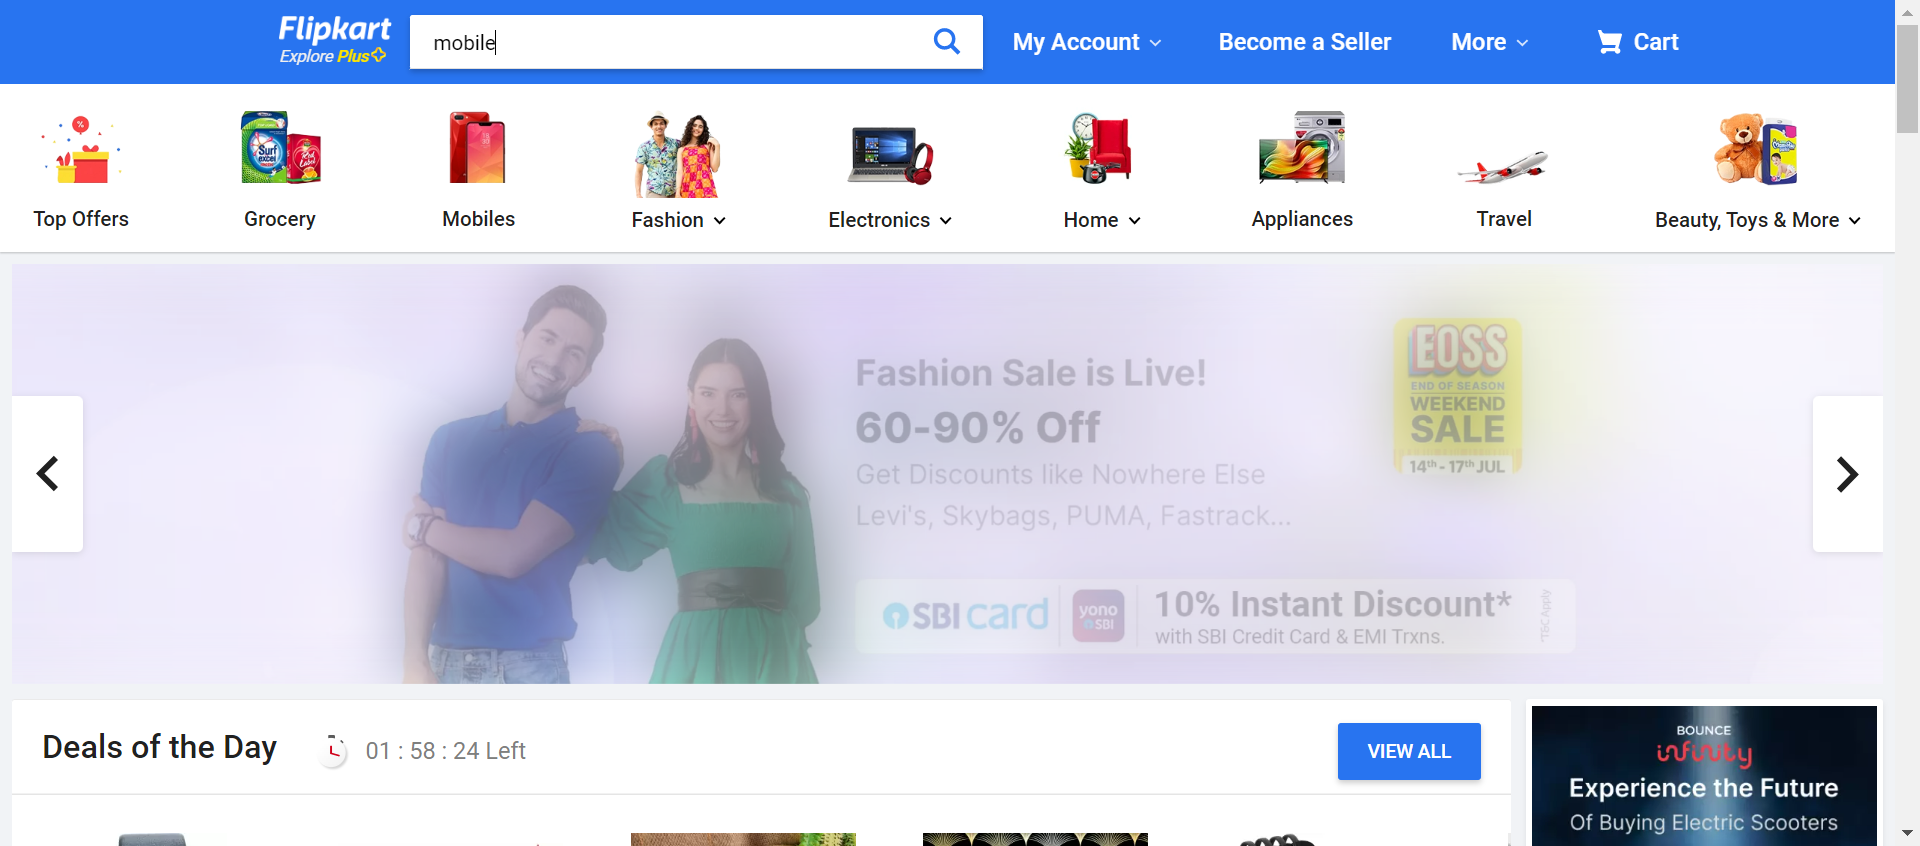 Flipkart
Explore Plus
mobile
My Account
Become a Seller
More
Cart
Top Offers
Grocery
Mobiles
Fashion
Electronics
Home
Appliances
Travel
Beauty, Toys & More
Surf excel
Red Label
Fashion Sale is Live!
60-90% Off
Get Discounts like Nowhere Else
Levi's, Skybags, PUMA, Fastrack...
EOSS
END OF SEASON
WEEKEND
SALE
14th - 17th JUL
SBI card
yono
SBI
10% Instant Discount*
with SBI Credit Card & EMI Trxns.
*T&C Apply
Deals of the Day
01 : 58 : 24 Left
VIEW ALL
BOUNCE
infinity
Experience the Future
Of Buying Electric Scooters